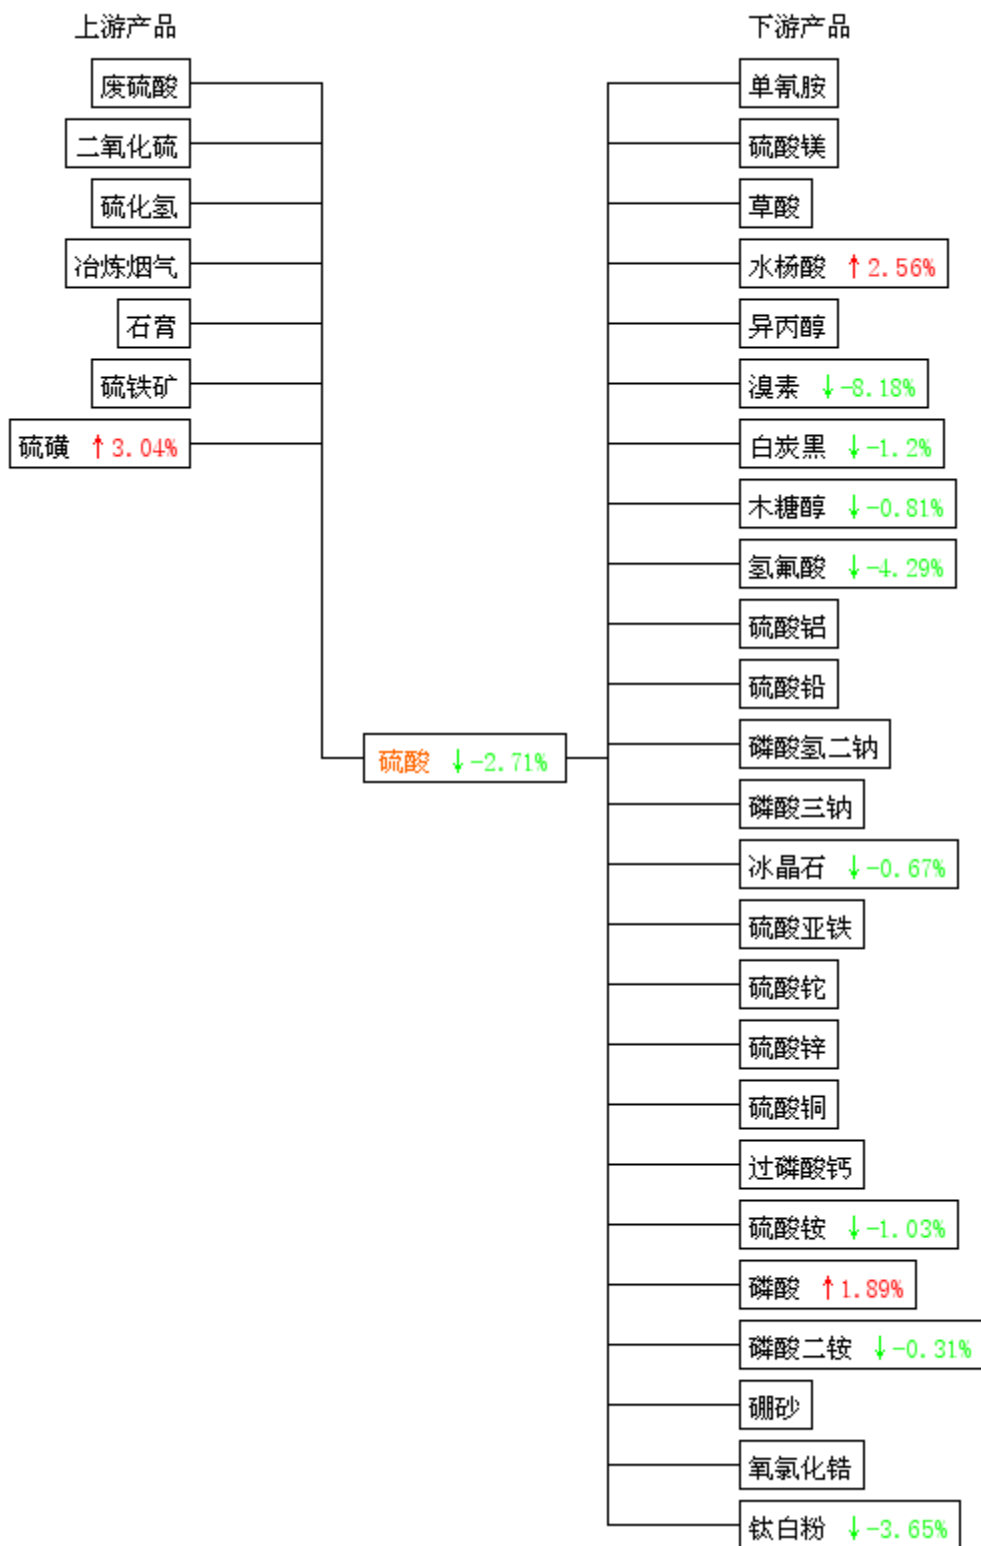 上游产品
下游产品
废硫酸
二氧化硫
硫化氢
冶炼烟气
石膏
硫铁矿
硫磺 ↑3.04%
硫酸 ↓-2.71%
单氰胺
硫酸镁
草酸
水杨酸 ↑2.56%
异丙醇
溴素 ↓-8.18%
白炭黑 ↓-1.2%
木糖醇 ↓-0.81%
氢氟酸 ↓-4.29%
硫酸铝
硫酸铅
磷酸氢二钠
磷酸三钠
冰晶石 ↓-0.67%
硫酸亚铁
硫酸铊
硫酸锌
硫酸铜
过磷酸钙
硫酸铵 ↓-1.03%
磷酸 ↑1.89%
磷酸二铵 ↓-0.31%
硼砂
氧氯化锆
钛白粉 ↓-3.65%